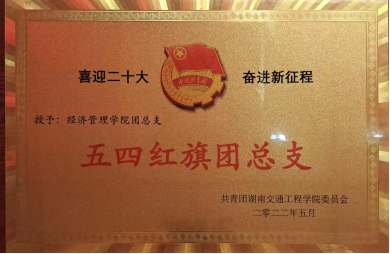 喜迎二十大 奋进新征程
授予：经济管理学院团总支
五四红旗团总支
共青团湖南交通工程学院委员会
二〇二二年五月